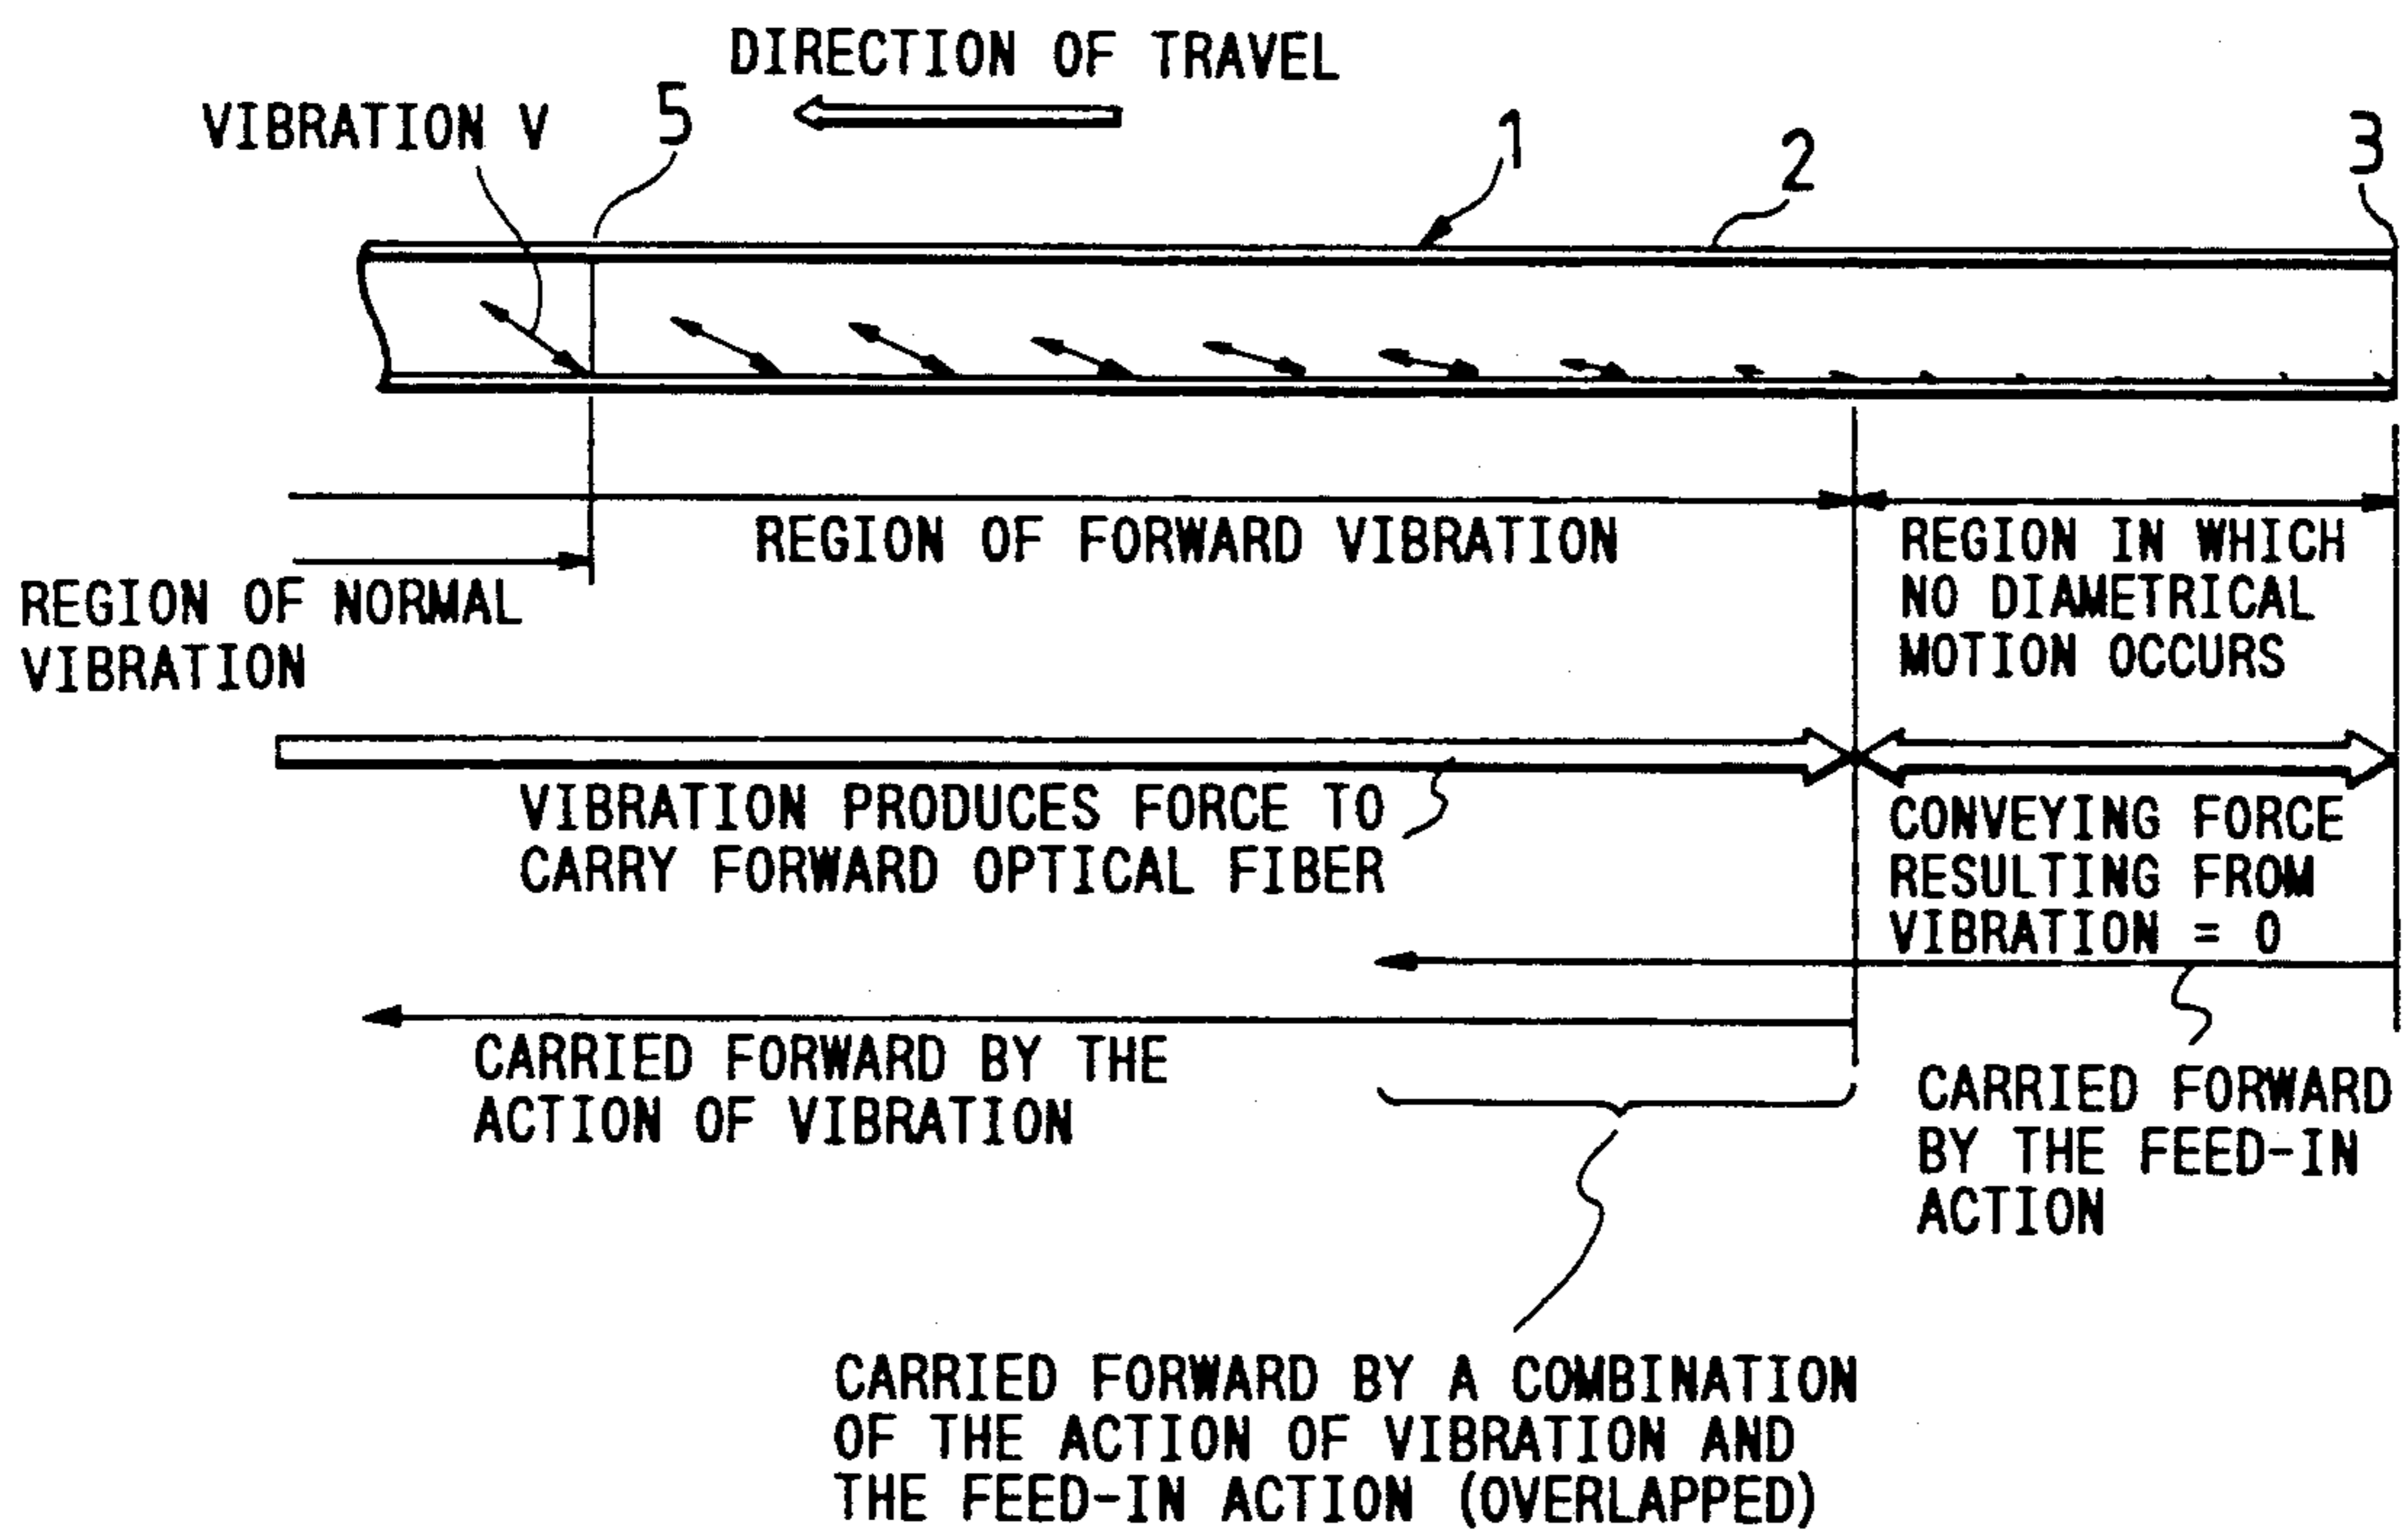 DIRECTION OF TRAVEL
VIBRATION V
5
1
2
3
REGION OF FORWARD VIBRATION
REGION IN WHICH
NO DIAMETRICAL
MOTION OCCURS
REGION OF NORMAL
VIBRATION
VIBRATION PRODUCES FORCE TO
CARRY FORWARD OPTICAL FIBER
CONVEYING FORCE
RESULTING FROM
VIBRATION = 0
CARRIED FORWARD BY THE
ACTION OF VIBRATION
CARRIED FORWARD
BY THE FEED-IN
ACTION
CARRIED FORWARD BY A COMBINATION
OF THE ACTION OF VIBRATION AND
THE FEED-IN ACTION (OVERLAPPED)